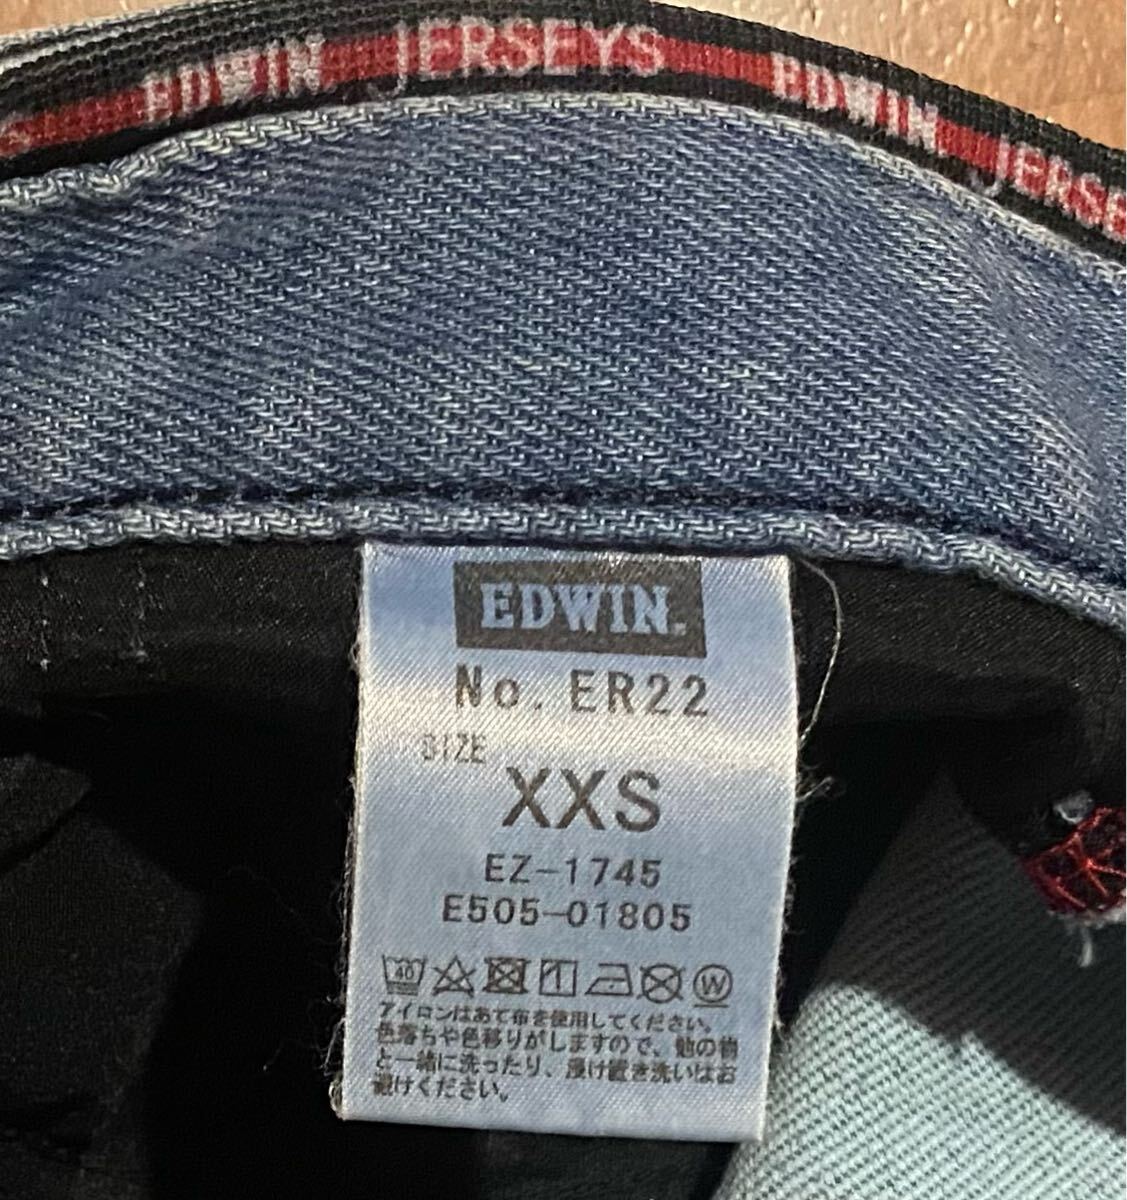 EDWIN JERSEYS EDWIN JERSE
EDWIN.
No. ER22
SIZE
XXS
EZ-1745
E505-01805
40 W
アイロンはあて布を使用してください。
色落ちや色移りがしますので、他の物
と一緒に洗ったり、浸け置き洗いはお
避けください。